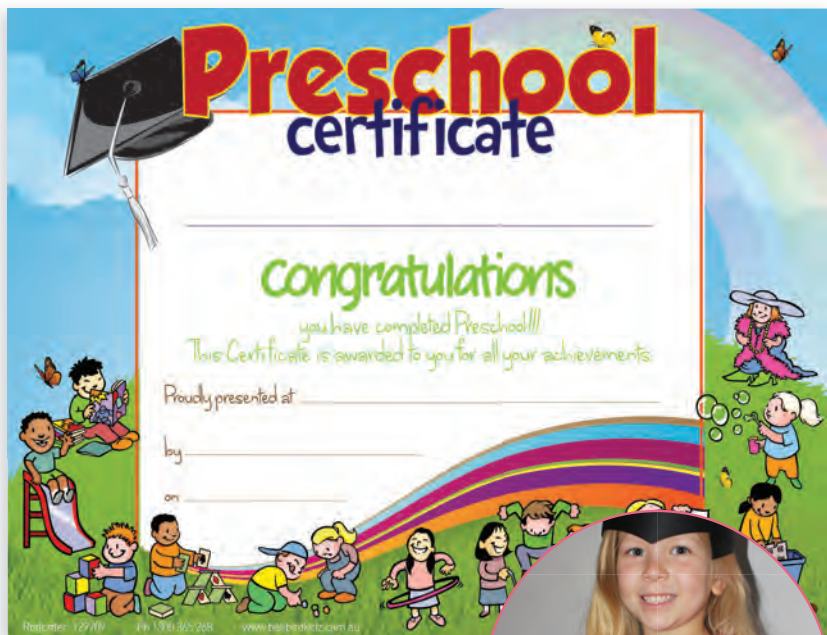 Preschool
certificate
Congratulations
you have completed Preschool!!!
This Certificate is awarded to you for all your achievements.
Proudly presented at
by
on